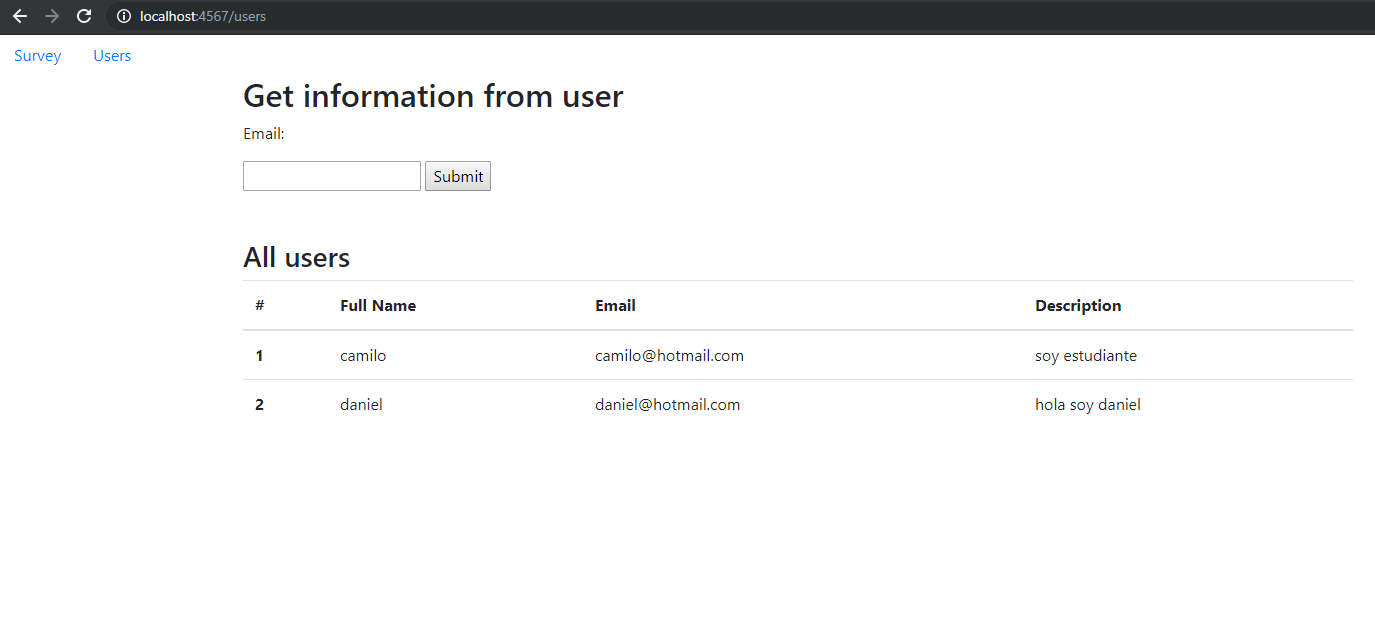 localhost:4567/users
Survey Users
Get information from user
Email:
Submit
All users
# Full Name Email Description
1 camilo camilo@hotmail.com soy estudiante
2 daniel daniel@hotmail.com hola soy daniel